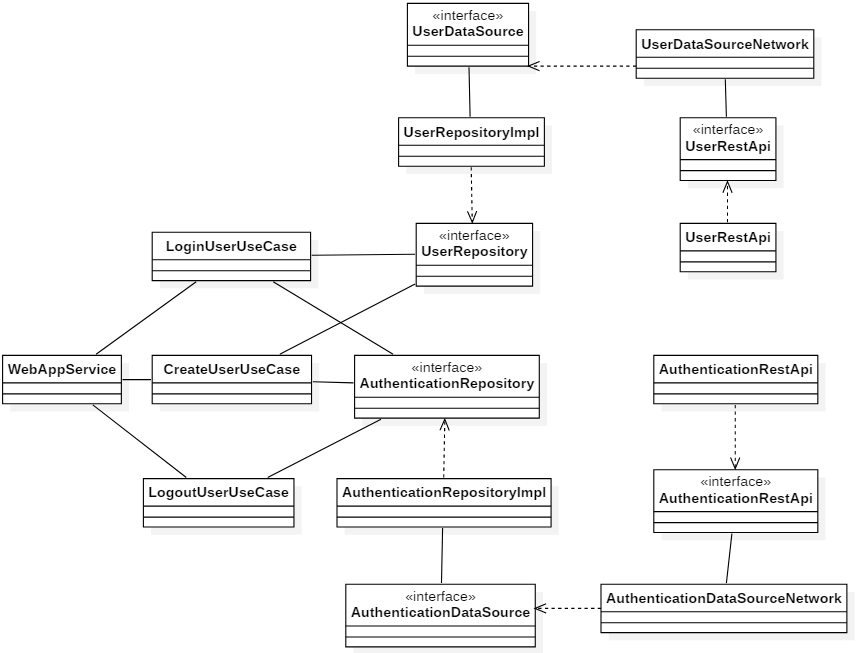 «interface»
UserDataSource
UserDataSourceNetwork
UserRepositoryImpl
«interface»
UserRestApi
«interface»
UserRepository
UserRestApi
LoginUserUseCase
WebAppService
CreateUserUseCase
«interface»
AuthenticationRepository
AuthenticationRestApi
LogoutUserUseCase
AuthenticationRepositoryImpl
«interface»
AuthenticationRestApi
«interface»
AuthenticationDataSource
AuthenticationDataSourceNetwork